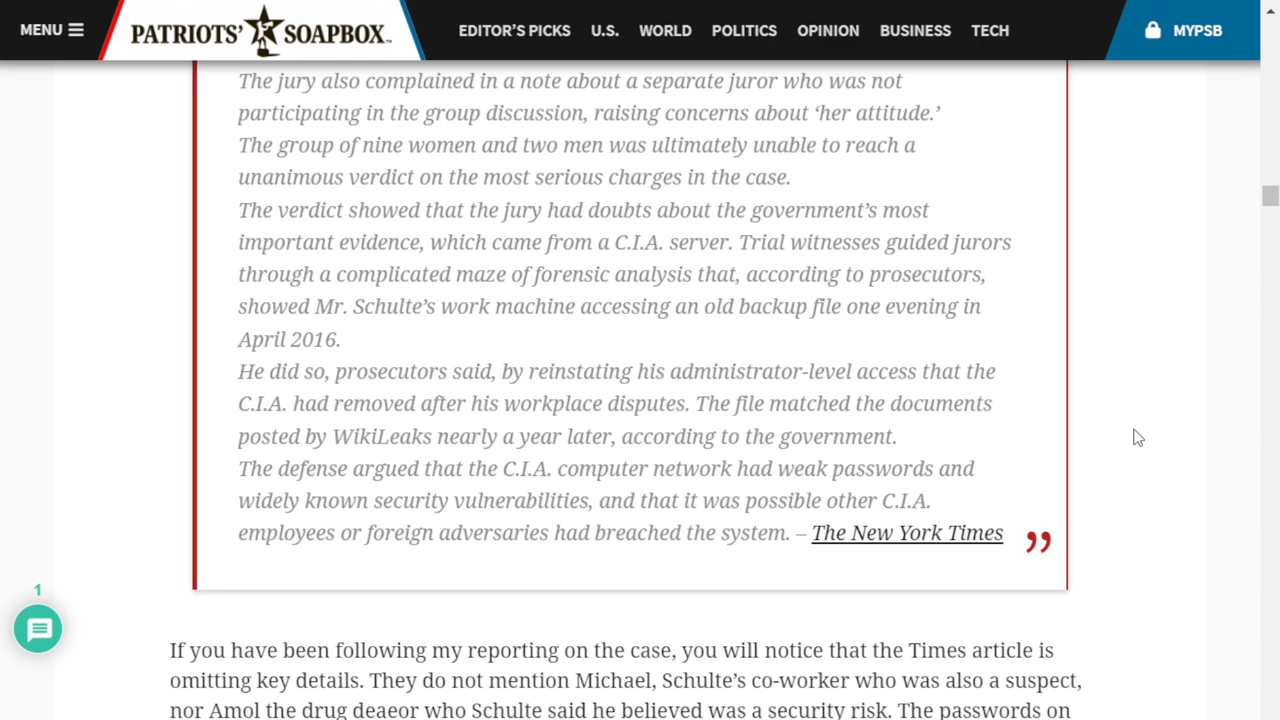 MENU
PATRIOTS' SOAPBOX
EDITOR'S PICKS U.S. WORLD POLITICS OPINION BUSINESS TECH
MYPSB
The jury also complained in a note about a separate juror who was not
participating in the group discussion, raising concerns about ‘her attitude.’
The group of nine women and two men was ultimately unable to reach a
unanimous verdict on the most serious charges in the case.
The verdict showed that the jury had doubts about the government’s most
important evidence, which came from a C.I.A. server. Trial witnesses guided jurors
through a complicated maze of forensic analysis that, according to prosecutors,
showed Mr. Schulte’s work machine accessing an old backup file one evening in
April 2016.
He did so, prosecutors said, by reinstating his administrator-level access that the
C.I.A. had removed after his workplace disputes. The file matched the documents
posted by WikiLeaks nearly a year later, according to the government.
The defense argued that the C.I.A. computer network had weak passwords and
widely known security vulnerabilities, and that it was possible other C.I.A.
employees or foreign adversaries had breached the system. – The New York Times ”
1
If you have been following my reporting on the case, you will notice that the Times article is
omitting key details. They do not mention Michael, Schulte’s co-worker who was also a suspect,
nor Amol the drug deaeor who Schulte said he believed was a security risk. The passwords on